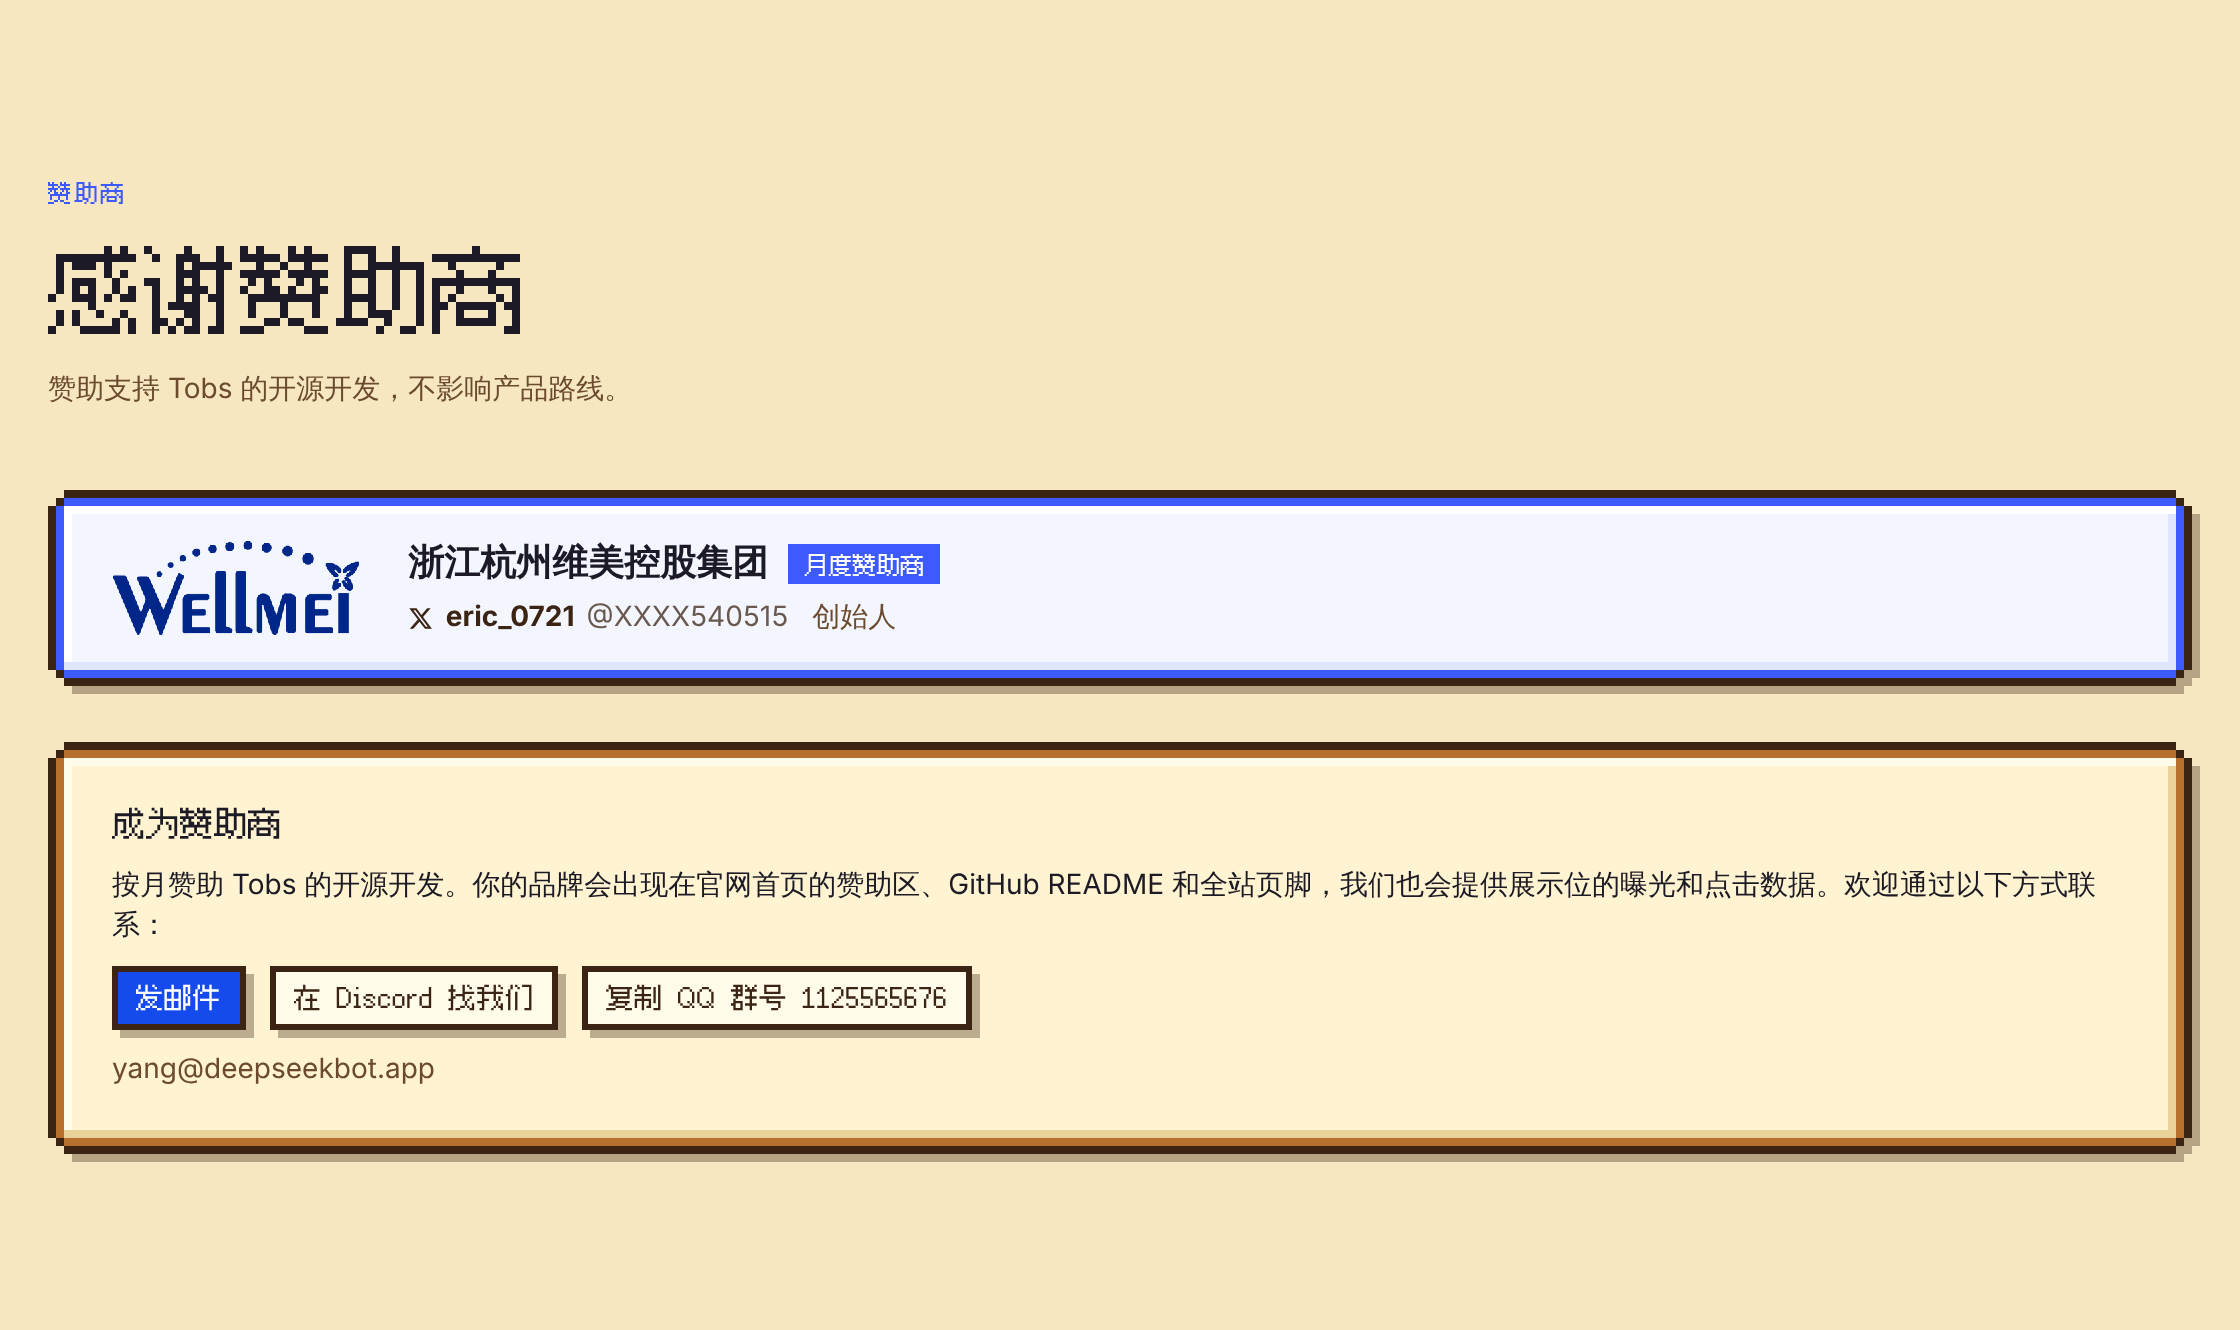 赞助商
感谢赞助商
赞助支持 Tobs 的开源开发，不影响产品路线。
WellMEI
浙江杭州维美控股集团 月度赞助商
X eric_0721 @XXXX540515 创始人
成为赞助商
按月赞助 Tobs 的开源开发。你的品牌会出现在官网首页的赞助区、GitHub README 和全站页脚，我们也会提供展示位的曝光和点击数据。欢迎通过以下方式联
系：
发邮件 在 Discord 找我们 复制 QQ 群号 1125565676
yang@deepseekbot.app